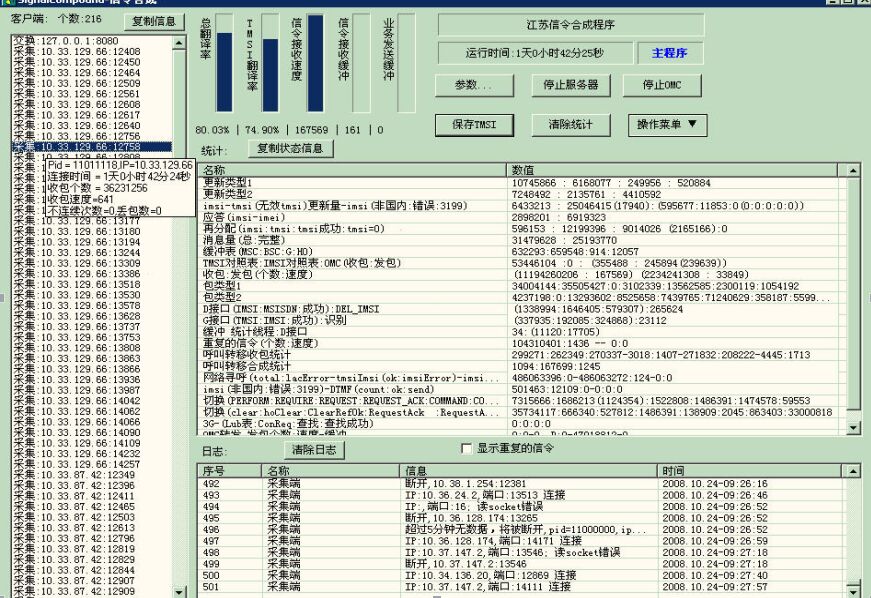 SignalCompound-信令合成
客户端: 个数:216
复制信息
总翻译率
TMSI翻译率
信令接收速度
信令接收缓冲
业务发送缓冲
80.03% | 74.90% | 167569 | 161 | 0
江苏信令合成程序
运行时间:1天0小时42分25秒
主程序
参数...
停止服务器
停止OMC
保存TMSI
清除统计
操作菜单 ▼
统计:
复制状态信息
交换:127.0.0.1:8080
采集:10.33.129.66:12408
采集:10.33.129.66:12450
采集:10.33.129.66:12464
采集:10.33.129.66:12509
采集:10.33.129.66:12561
采集:10.33.129.66:12608
采集:10.33.129.66:12617
采集:10.33.129.66:12640
采集:10.33.129.66:12756
采集:10.33.129.66:12758
采集:10.33.129.66:12808
Pid = 11011118,IP=10.33.129.66
连接时间 = 1天0小时42分24秒
收包个数 = 36231256
收包速度=641
不连续次数=0,丢包数=0
采集:10.33.129.66:13177
采集:10.33.129.66:13180
采集:10.33.129.66:13194
采集:10.33.129.66:13244
采集:10.33.129.66:13309
采集:10.33.129.66:13386
采集:10.33.129.66:13518
采集:10.33.129.66:13530
采集:10.33.129.66:13578
采集:10.33.129.66:13628
采集:10.33.129.66:13737
采集:10.33.129.66:13753
采集:10.33.129.66:13808
采集:10.33.129.66:13863
采集:10.33.129.66:13866
采集:10.33.129.66:13936
采集:10.33.129.66:13987
采集:10.33.129.66:14042
采集:10.33.129.66:14062
采集:10.33.129.66:14066
采集:10.33.129.66:14090
采集:10.33.129.66:14109
采集:10.33.129.66:14232
采集:10.33.129.66:14257
采集:10.33.87.42:12349
采集:10.33.87.42:12396
采集:10.33.87.42:12411
采集:10.33.87.42:12465
采集:10.33.87.42:12503
采集:10.33.87.42:12613
采集:10.33.87.42:12796
采集:10.33.87.42:12819
采集:10.33.87.42:12829
采集:10.33.87.42:12844
采集:10.33.87.42:12907
采集:10.33.87.42:12909
名称 数值
更新类型1 10745866 : 6168077 : 249956 : 520884
更新类型2 7248492 : 2135761 : 4410592
imsi-tmsi(无效tmsi)更新量-imsi(非国内:错误:3199) 6433213 : 25046415(17940):(595677:11853:0(0:0:0:0:0))
应答(imsi-imei) 2898201 : 6919323
再分配(imsi:tmsi:tmsi成功:tmsi=0) 596153 : 12199396 : 9014026 (2165166):0
消息量(总:完整) 31479628 : 25193770
缓冲表(MSC:BSC:G:HO) 632293:659548:914:12057
TMSI对照表:IMSI对照表:OMC(收包:发包) 53446104 :0 : (355488 : 245894(239639))
收包:发包(个数:速度) (11194260206 : 167569) (2234241308 : 33849)
包类型1 34004144:35505427:0:3102339:13562585:2300119:1054192
包类型2 4237198:0:13293602:8525658:7439765:71240629:358187:5599...
D接口(IMSI:MSISDN:成功):DEL_IMSI (1338994:1646405:579307):265624
G接口(TMSI:IMSI:成功):识别 (337935:192085:324868):23112
缓冲 统计线程:D接口 34:(11120:17705)
重复的信令(个数:速度) 104310401:1436 -- 0:0
呼叫转移收包统计 299271:262349:270337-3018:1407-271832:208222-4445:1713
呼叫转移合成统计 1094:167699:1245
网络寻呼(total:lacError-tmsiImsi(ok:imsiError)-imsi... 486063396:0-486063272:124-0:0
imsi(非国内:错误:3199)-DTMF(count:ok:send) 501463:12109:0-0:0:0
切换(PERFORM:REQUIRE:REQUEST:REQUEST_ACK:COMMAND:CO... 7315666:1686213(1124354):1522808:1486391:1474578:59553
切换(clear:hoClear:ClearRefOk:RequestAck :RequestA... 35734117:666340:527812:1486391:138909:2045:863403:33000818
3G-(Lub表:ConReq:查找:查找成功) 0:0:0:0
日志:
清除日志
显示重复的信令
序号 名称 信息 时间
492 采集端 断开,10.38.1.254:12381 2008.10.24-09:26:16
493 采集端 IP:10.36.24.2,端口:13513 连接 2008.10.24-09:26:46
494 采集端 IP:,端口:16; 读socket错误 2008.10.24-09:26:52
495 采集端 断开,10.36.128.174:13265 2008.10.24-09:26:52
496 采集端 超过5分钟无数据，将被断开,pid=11000000,ip... 2008.10.24-09:26:52
497 采集端 IP:10.36.128.174,端口:14171 连接 2008.10.24-09:26:59
498 采集端 IP:10.37.147.2,端口:13546; 读socket错误 2008.10.24-09:27:18
499 采集端 断开,10.37.147.2:13546 2008.10.24-09:27:18
500 采集端 IP:10.34.136.20,端口:12869 连接 2008.10.24-09:27:40
501 采集端 IP:10.37.147.2,端口:14111 连接 2008.10.24-09:27:57